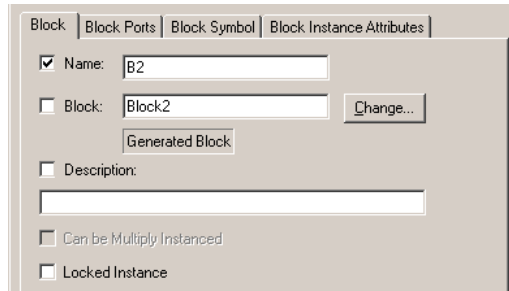 Block Block Ports Block Symbol Block Instance Attributes
Name: B2
Block: Block2 Change...
Generated Block
Description:
Can be Multiply Instanced
Locked Instance